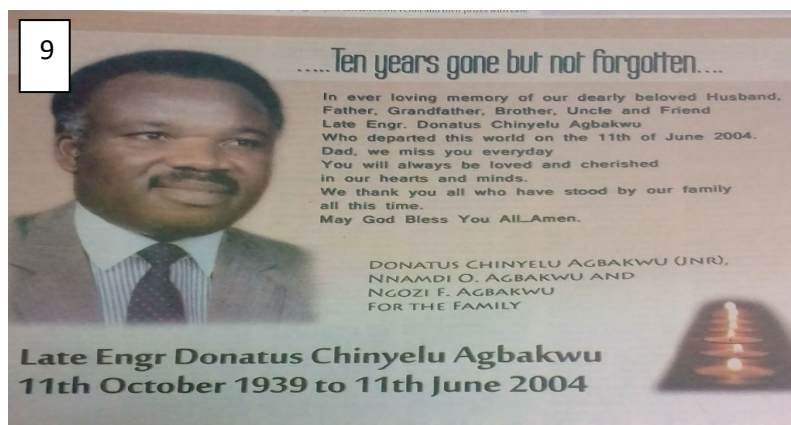 9
.....Ten years gone but not forgotten....
In ever loving memory of our dearly beloved Husband,
Father, Grandfather, Brother, Uncle and Friend
Late Engr. Donatus Chinyelu Agbakwu
Who departed this world on the 11th of June 2004.
Dad, we miss you everyday
You will always be loved and cherished
in our hearts and minds.
We thank you all who have stood by our family
all this time.
May God Bless You All_Amen.
DONATUS CHINYELU AGBAKWU (JNR),
NNAMDI O. AGBAKWU AND
NGOZI F. AGBAKWU
FOR THE FAMILY
Late Engr Donatus Chinyelu Agbakwu
11th October 1939 to 11th June 2004